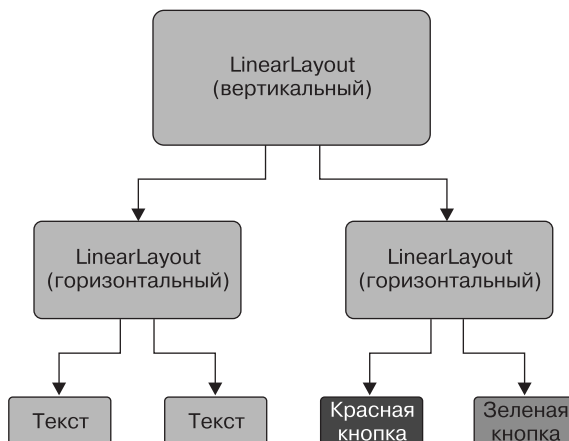 LinearLayout
(вертикальный)
LinearLayout
(горизонтальный)
LinearLayout
(горизонтальный)
Текст
Текст
Красная
кнопка
Зеленая
кнопка